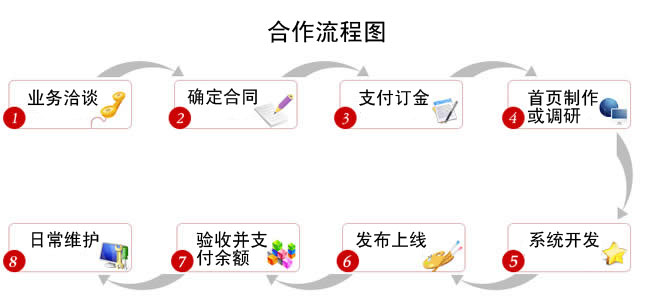 合作流程图
业务洽谈
1
确定合同
2
支付订金
3
首页制作
或调研
4
系统开发
5
发布上线
6
验收并支
付余额
7
日常维护
8